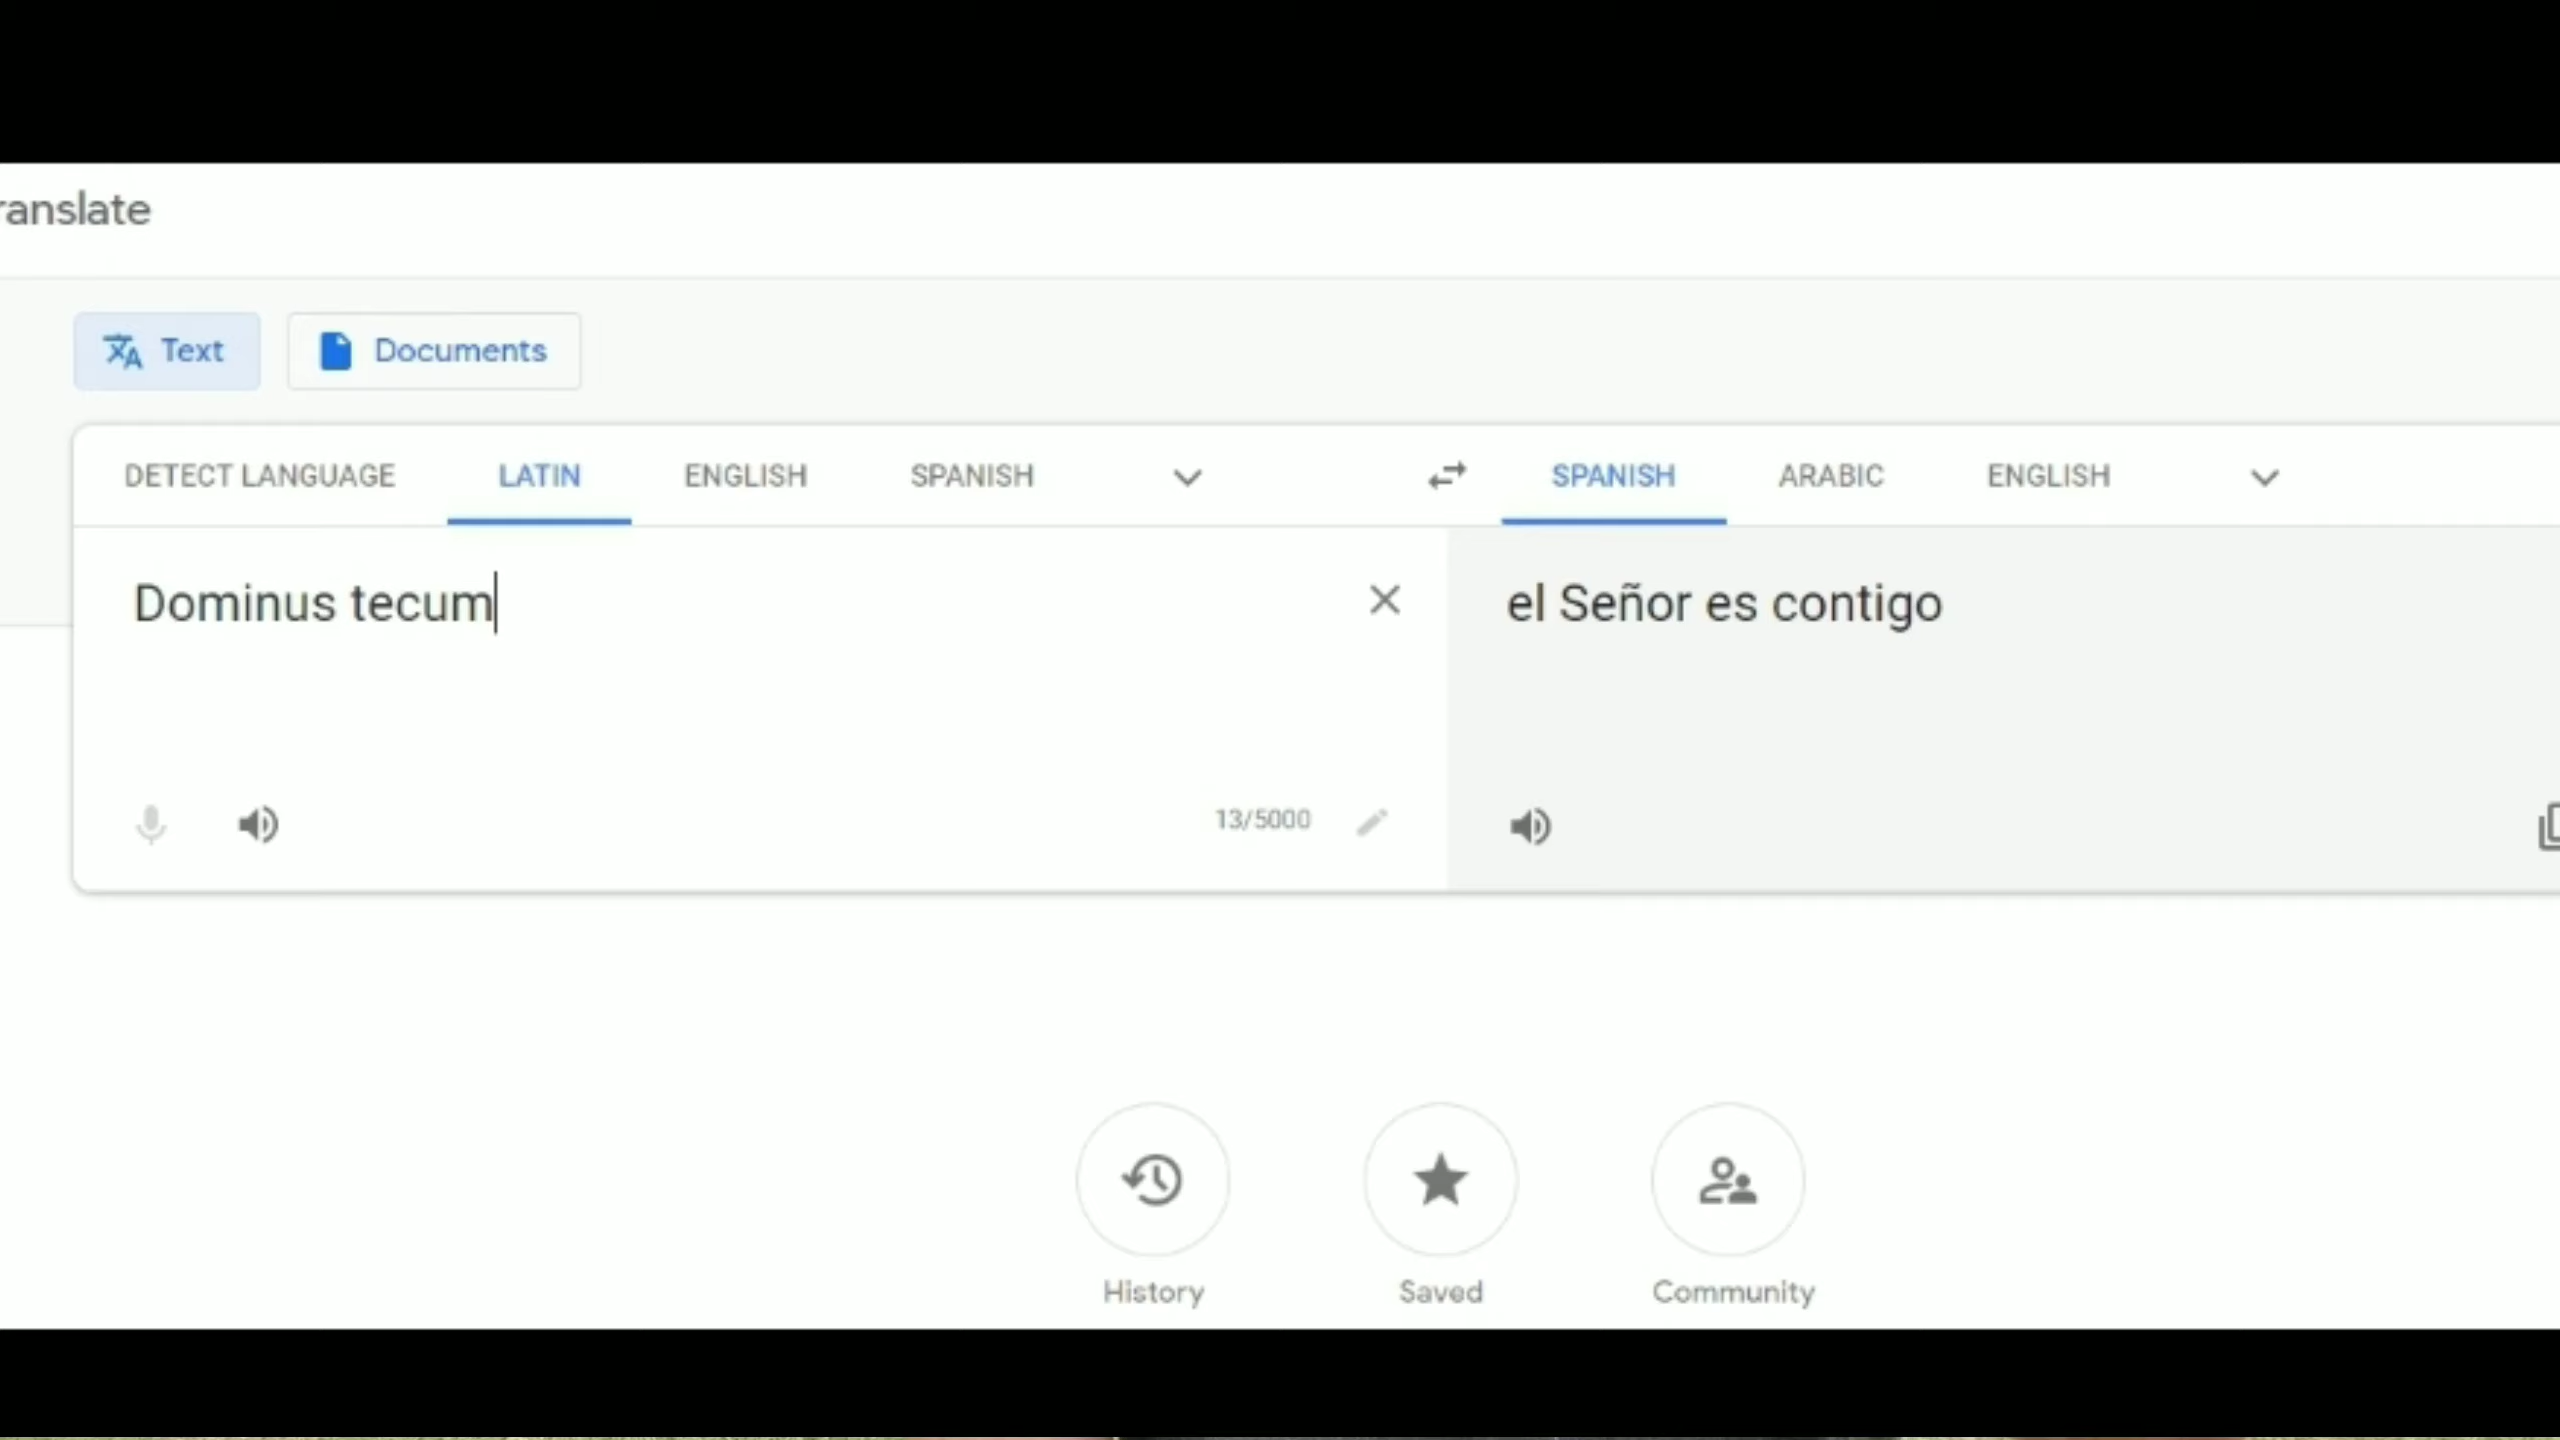 ranslate
Text Documents
DETECT LANGUAGE LATIN ENGLISH SPANISH SPANISH ARABIC ENGLISH
Dominus tecum el Señor es contigo
13/5000
History Saved Community